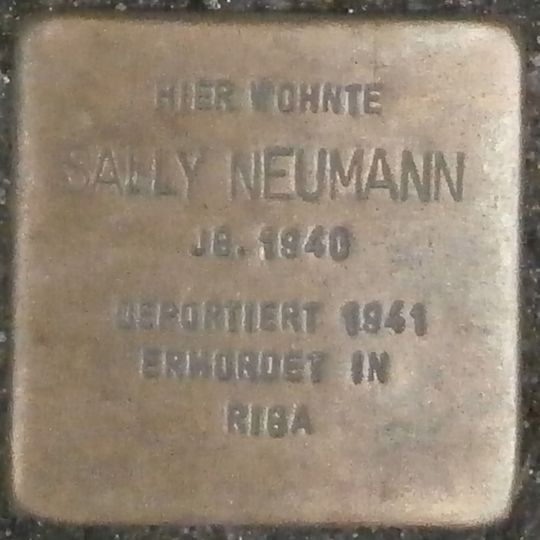 HIER WOHNTE
SALLY NEUMANN
JG. 1940
DEPORTIERT 1941
ERMORDET IN
RIGA